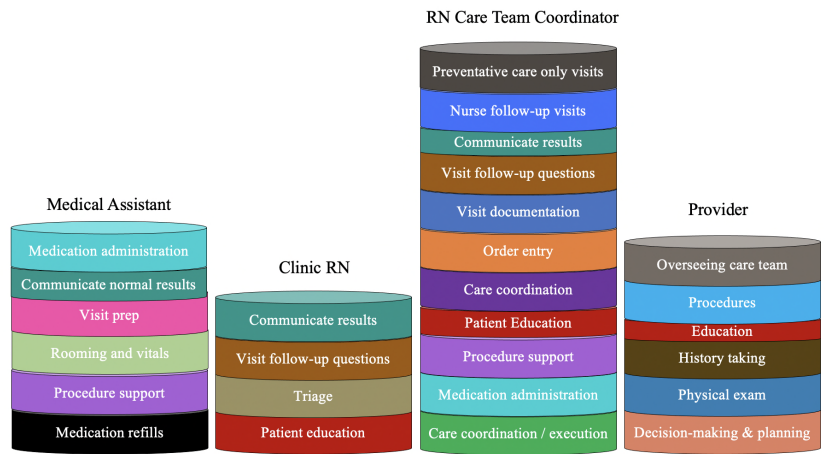 RN Care Team Coordinator
Preventative care only visits
Nurse follow-up visits
Communicate results
Visit follow-up questions
Visit documentation
Order entry
Care coordination
Patient Education
Procedure support
Medication administration
Care coordination / execution
Medical Assistant
Medication administration
Communicate normal results
Visit prep
Rooming and vitals
Procedure support
Medication refills
Clinic RN
Communicate results
Visit follow-up questions
Triage
Patient education
Provider
Overseeing care team
Procedures
Education
History taking
Physical exam
Decision-making & planning